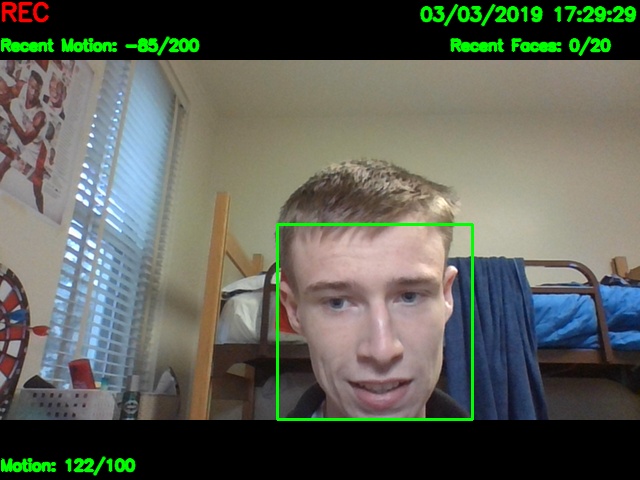 REC
03/03/2019 17:29:29
Recent Motion: -85/200
Recent Faces: 0/20
Motion: 122/100